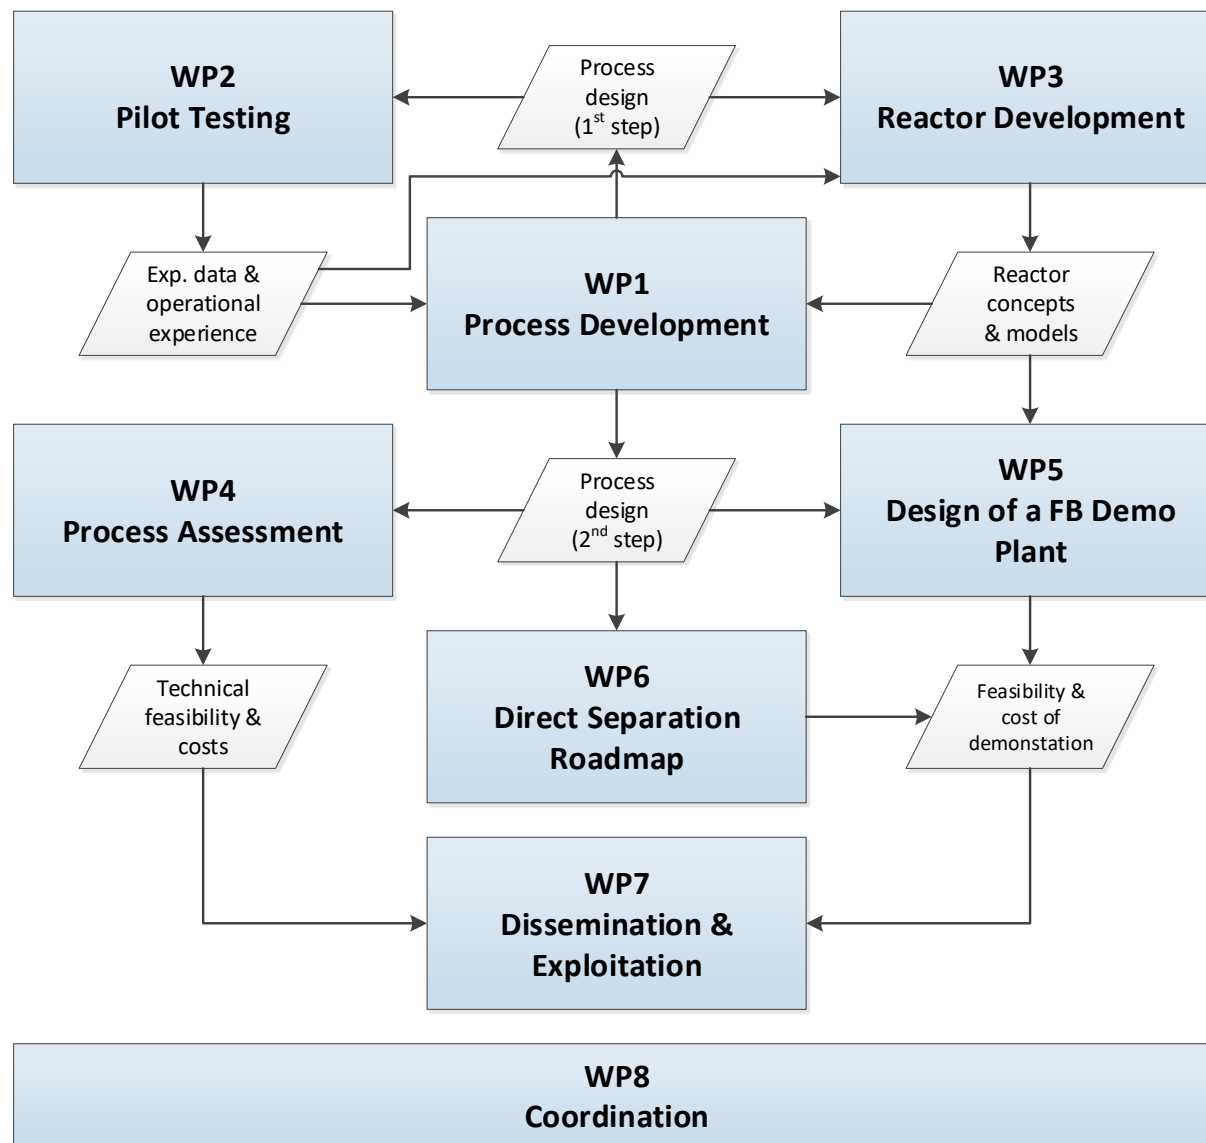 WP2
Pilot Testing
Process
design
(1st step)
WP3
Reactor Development
Exp. data &
operational
experience
WP1
Process Development
Reactor
concepts
& models
WP4
Process Assessment
Process
design
(2nd step)
WP5
Design of a FB Demo
Plant
Technical
feasibility &
costs
WP6
Direct Separation
Roadmap
Feasibility &
cost of
demonstation
WP7
Dissemination &
Exploitation
WP8
Coordination